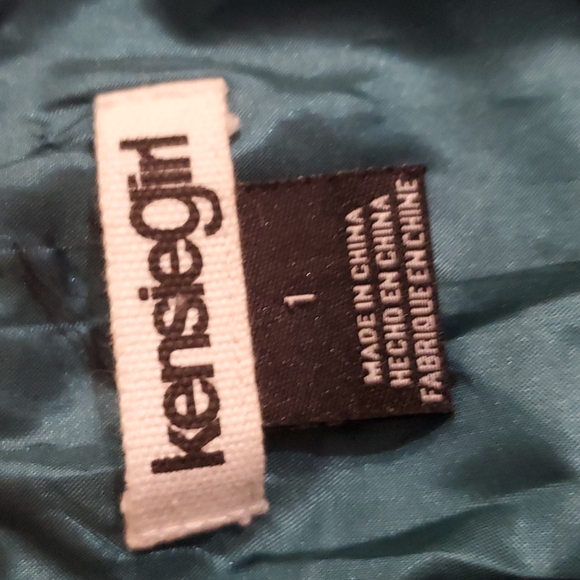 kensiegirl
1
MADE IN CHINA
HECHO EN CHINA
FABRIQUE EN CHINE